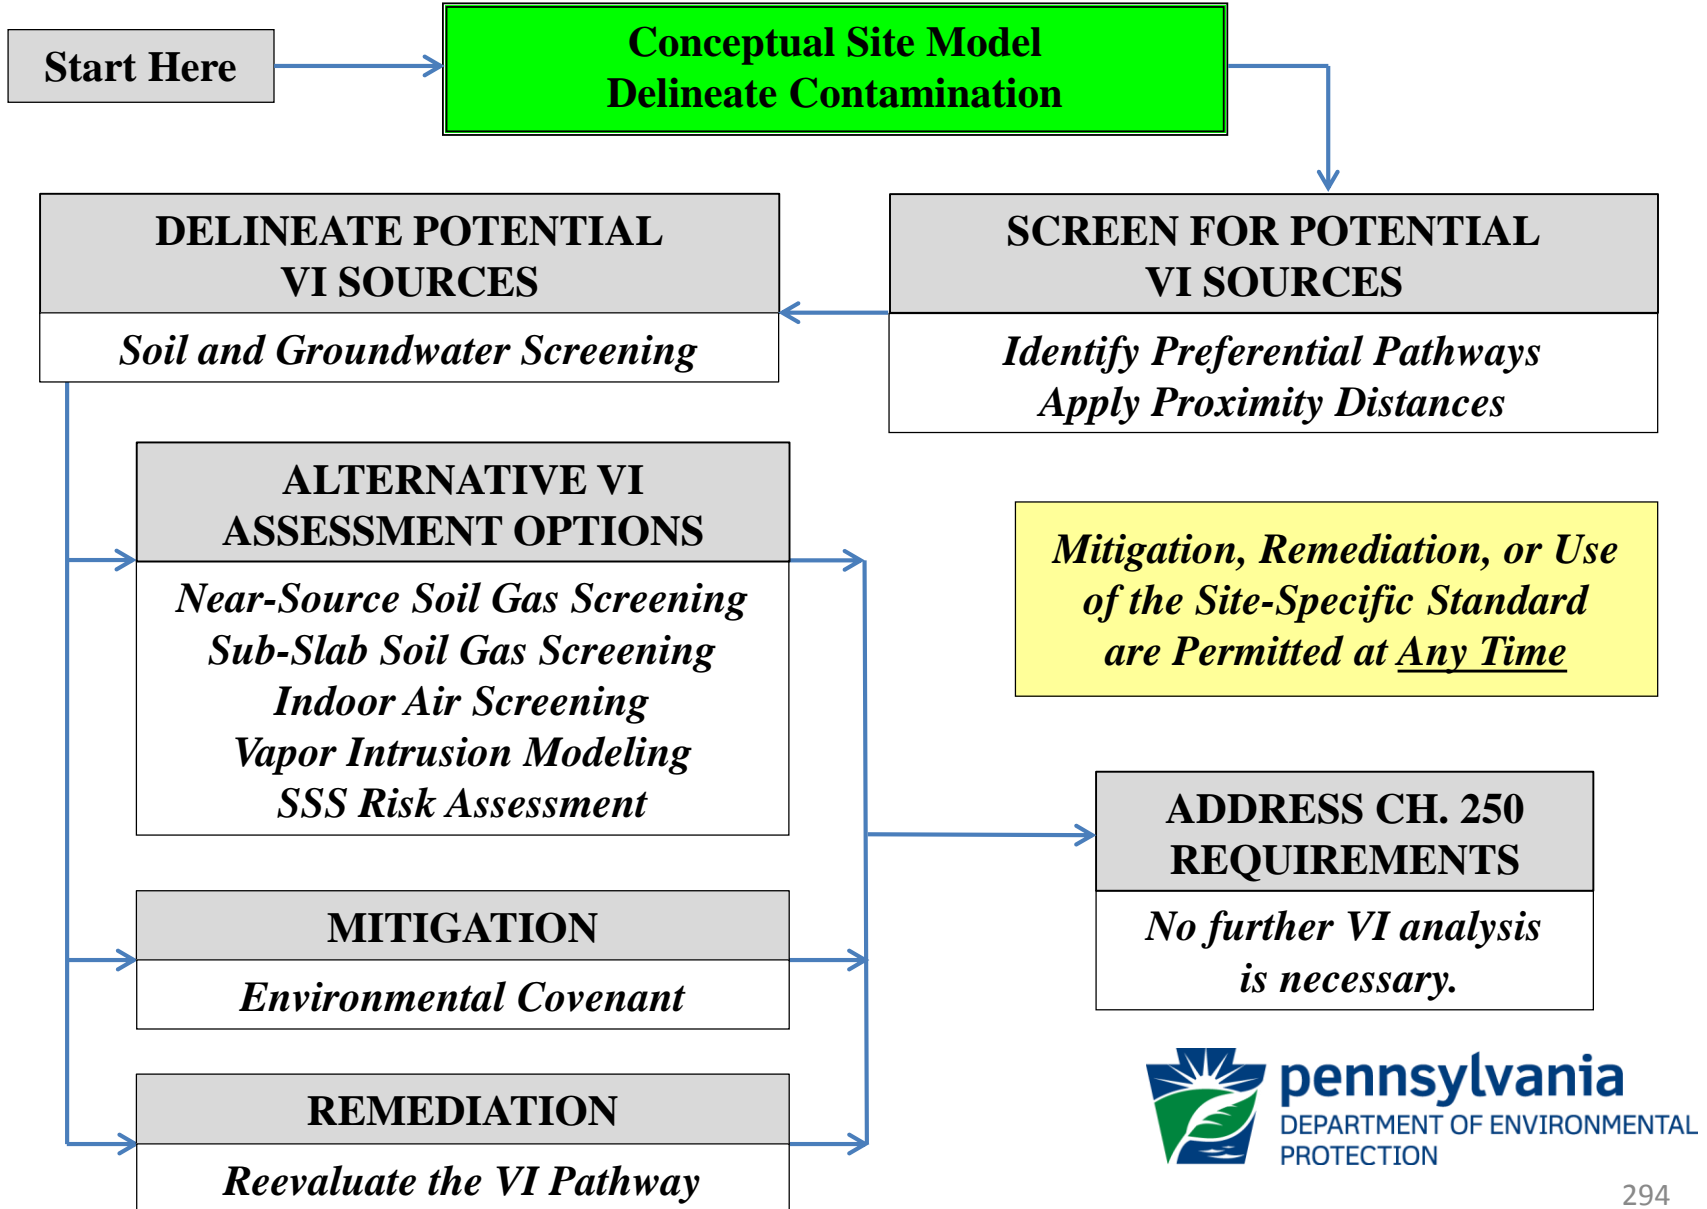 Start Here
Conceptual Site Model
Delineate Contamination
SCREEN FOR POTENTIAL
VI SOURCES
Identify Preferential Pathways
Apply Proximity Distances
DELINEATE POTENTIAL
VI SOURCES
Soil and Groundwater Screening
ALTERNATIVE VI
ASSESSMENT OPTIONS
Near-Source Soil Gas Screening
Sub-Slab Soil Gas Screening
Indoor Air Screening
Vapor Intrusion Modeling
SSS Risk Assessment
MITIGATION
Environmental Covenant
REMEDIATION
Reevaluate the VI Pathway
Mitigation, Remediation, or Use
of the Site-Specific Standard
are Permitted at Any Time
ADDRESS CH. 250
REQUIREMENTS
No further VI analysis
is necessary.
pennsylvania
DEPARTMENT OF ENVIRONMENTAL
PROTECTION
294